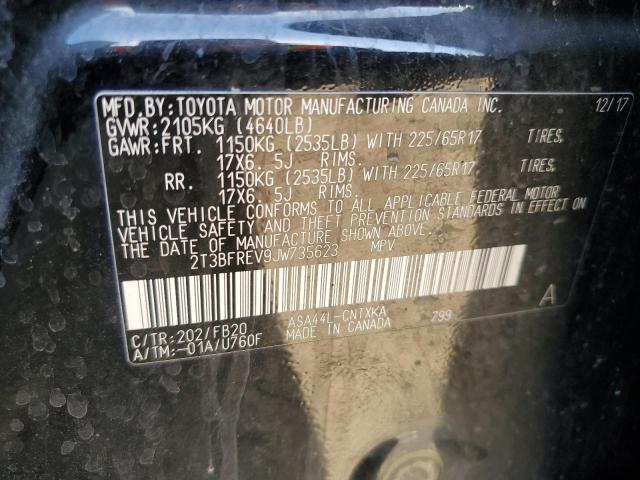 MFD.BY:TOYOTA MOTOR MANUFACTURING CANADA INC. 12/17
GVWR:2105KG (4640LB)
GAWR:FRT. 1150KG (2535LB) WITH 225/65R17 TIRES,
17X6.5J RIMS.
RR. 1150KG (2535LB) WITH 225/65R17 TIRES,
17X6.5J RIMS.
THIS VEHICLE CONFORMS TO ALL APPLICABLE FEDERAL MOTOR
VEHICLE SAFETY AND THEFT PREVENTION STANDARDS IN EFFECT ON
THE DATE OF MANUFACTURE SHOWN ABOVE.
2T3BFREV9JW735623 MPV
C/TR:202/FB20 ASA44L-CNTXKA A
A/TM:-01A/U760F MADE IN CANADA 799